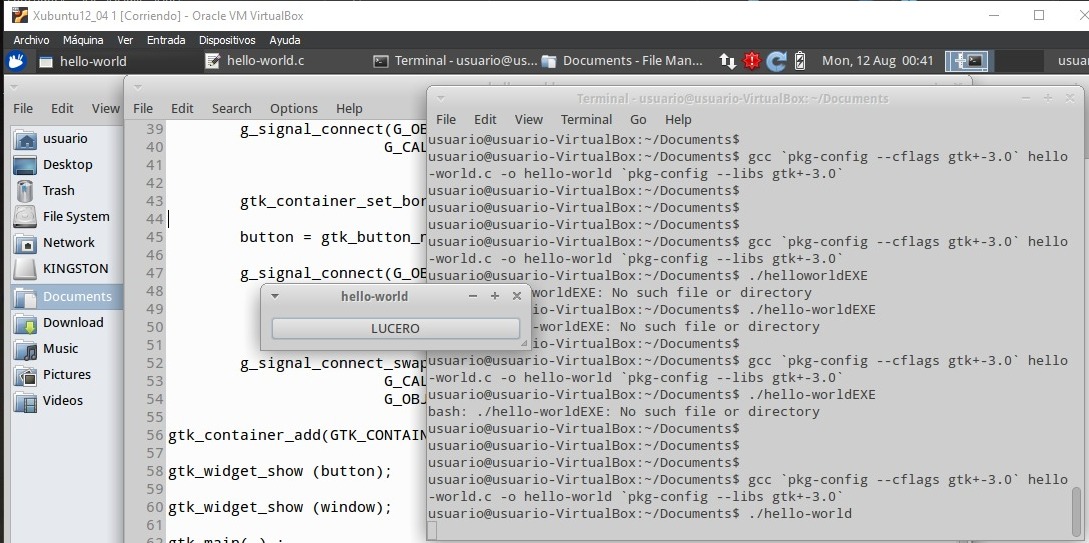 Xubuntu12_04 1 [Corriendo] - Oracle VM VirtualBox
Archivo Máquina Ver Entrada Dispositivos Ayuda
hello-world hello-world.c Terminal - usuario@us... Documents - File Man... Mon, 12 Aug 00:41 usua
File Edit View
usuario
Desktop
Trash
File System
Network
KINGSTON
Documents
Download
Music
Pictures
Videos
File Edit Search Options Help
39 g_signal_connect(G_OB
40 G_CAL
41
42
43 gtk_container_set_bor
44
45 button = gtk_button_n
46
47 g_signal_connect(G_OB
48
49
50
51
52 g_signal_connect_swap
53 G_CAL
54 G_OBJ
55
56 gtk_container_add(GTK_CONTAIN
57
58 gtk_widget_show (button);
59
60 gtk_widget_show (window);
61
62 gtk_main( ) ;
hello-world
LUCERO
Terminal - usuario@usuario-VirtualBox: ~/Documents
File Edit View Terminal Go Help
usuario@usuario-VirtualBox:~/Documents$
usuario@usuario-VirtualBox:~/Documents$ gcc `pkg-config --cflags gtk+-3.0` hello
-world.c -o hello-world `pkg-config --libs gtk+-3.0`
usuario@usuario-VirtualBox:~/Documents$
usuario@usuario-VirtualBox:~/Documents$
usuario@usuario-VirtualBox:~/Documents$ gcc `pkg-config --cflags gtk+-3.0` hello
-world.c -o hello-world `pkg-config --libs gtk+-3.0`
usuario@usuario-VirtualBox:~/Documents$ ./helloworldEXE
worldEXE: No such file or directory
usuario-VirtualBox:~/Documents$ ./hello-worldEXE
-worldEXE: No such file or directory
usuario-VirtualBox:~/Documents$
usuario@usuario-VirtualBox:~/Documents$ gcc `pkg-config --cflags gtk+-3.0` hello
-world.c -o hello-world `pkg-config --libs gtk+-3.0`
usuario@usuario-VirtualBox:~/Documents$ ./hello-worldEXE
bash: ./hello-worldEXE: No such file or directory
usuario@usuario-VirtualBox:~/Documents$
usuario@usuario-VirtualBox:~/Documents$
usuario@usuario-VirtualBox:~/Documents$
usuario@usuario-VirtualBox:~/Documents$ gcc `pkg-config --cflags gtk+-3.0` hello
-world.c -o hello-world `pkg-config --libs gtk+-3.0`
usuario@usuario-VirtualBox:~/Documents$ ./hello-world